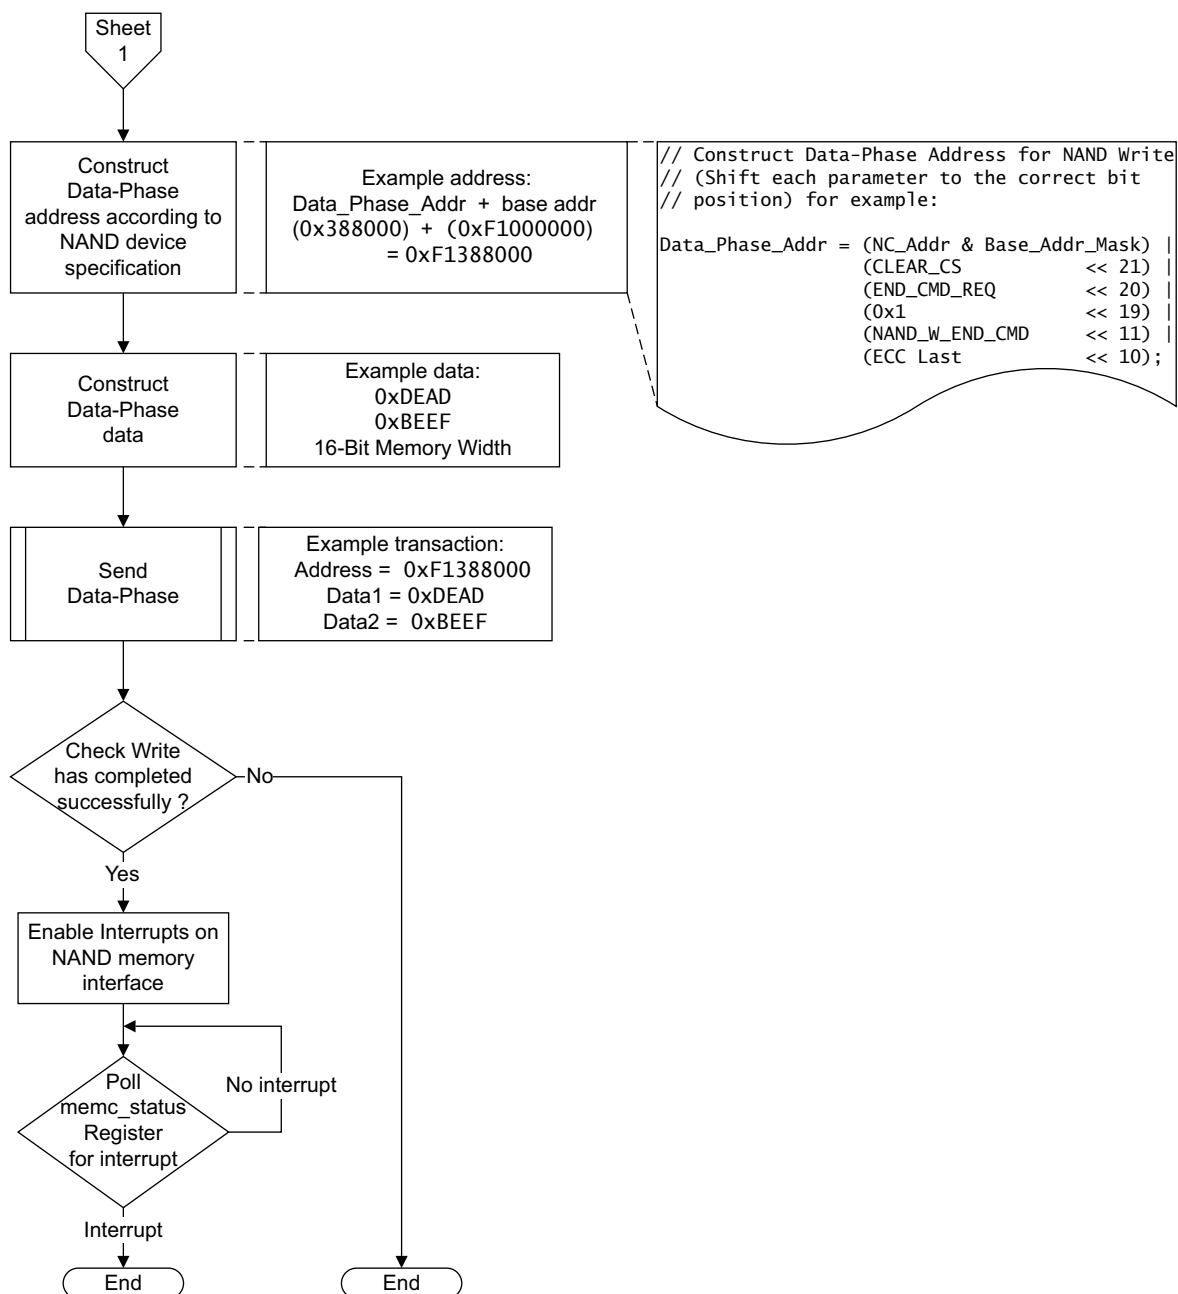 Sheet
1
Construct
Data-Phase
address according to
NAND device
specification
Example address:
Data_Phase_Addr + base addr
(0x388000) + (0xF1000000)
= 0xF1388000
// Construct Data-Phase Address for NAND Write
// (Shift each parameter to the correct bit
// position) for example:
Data_Phase_Addr = (NC_Addr & Base_Addr_Mask) |
(CLEAR_CS << 21) |
(END_CMD_REQ << 20) |
(0x1 << 19) |
(NAND_W_END_CMD << 11) |
(ECC Last << 10);
Construct
Data-Phase
data
Example data:
0xDEAD
0xBEEF
16-Bit Memory Width
Send
Data-Phase
Example transaction:
Address = 0xF1388000
Data1 = 0xDEAD
Data2 = 0xBEEF
Check Write
has completed
successfully ?
No
Yes
Enable Interrupts on
NAND memory
interface
Poll
memc_status
Register
for interrupt
No interrupt
Interrupt
End
End